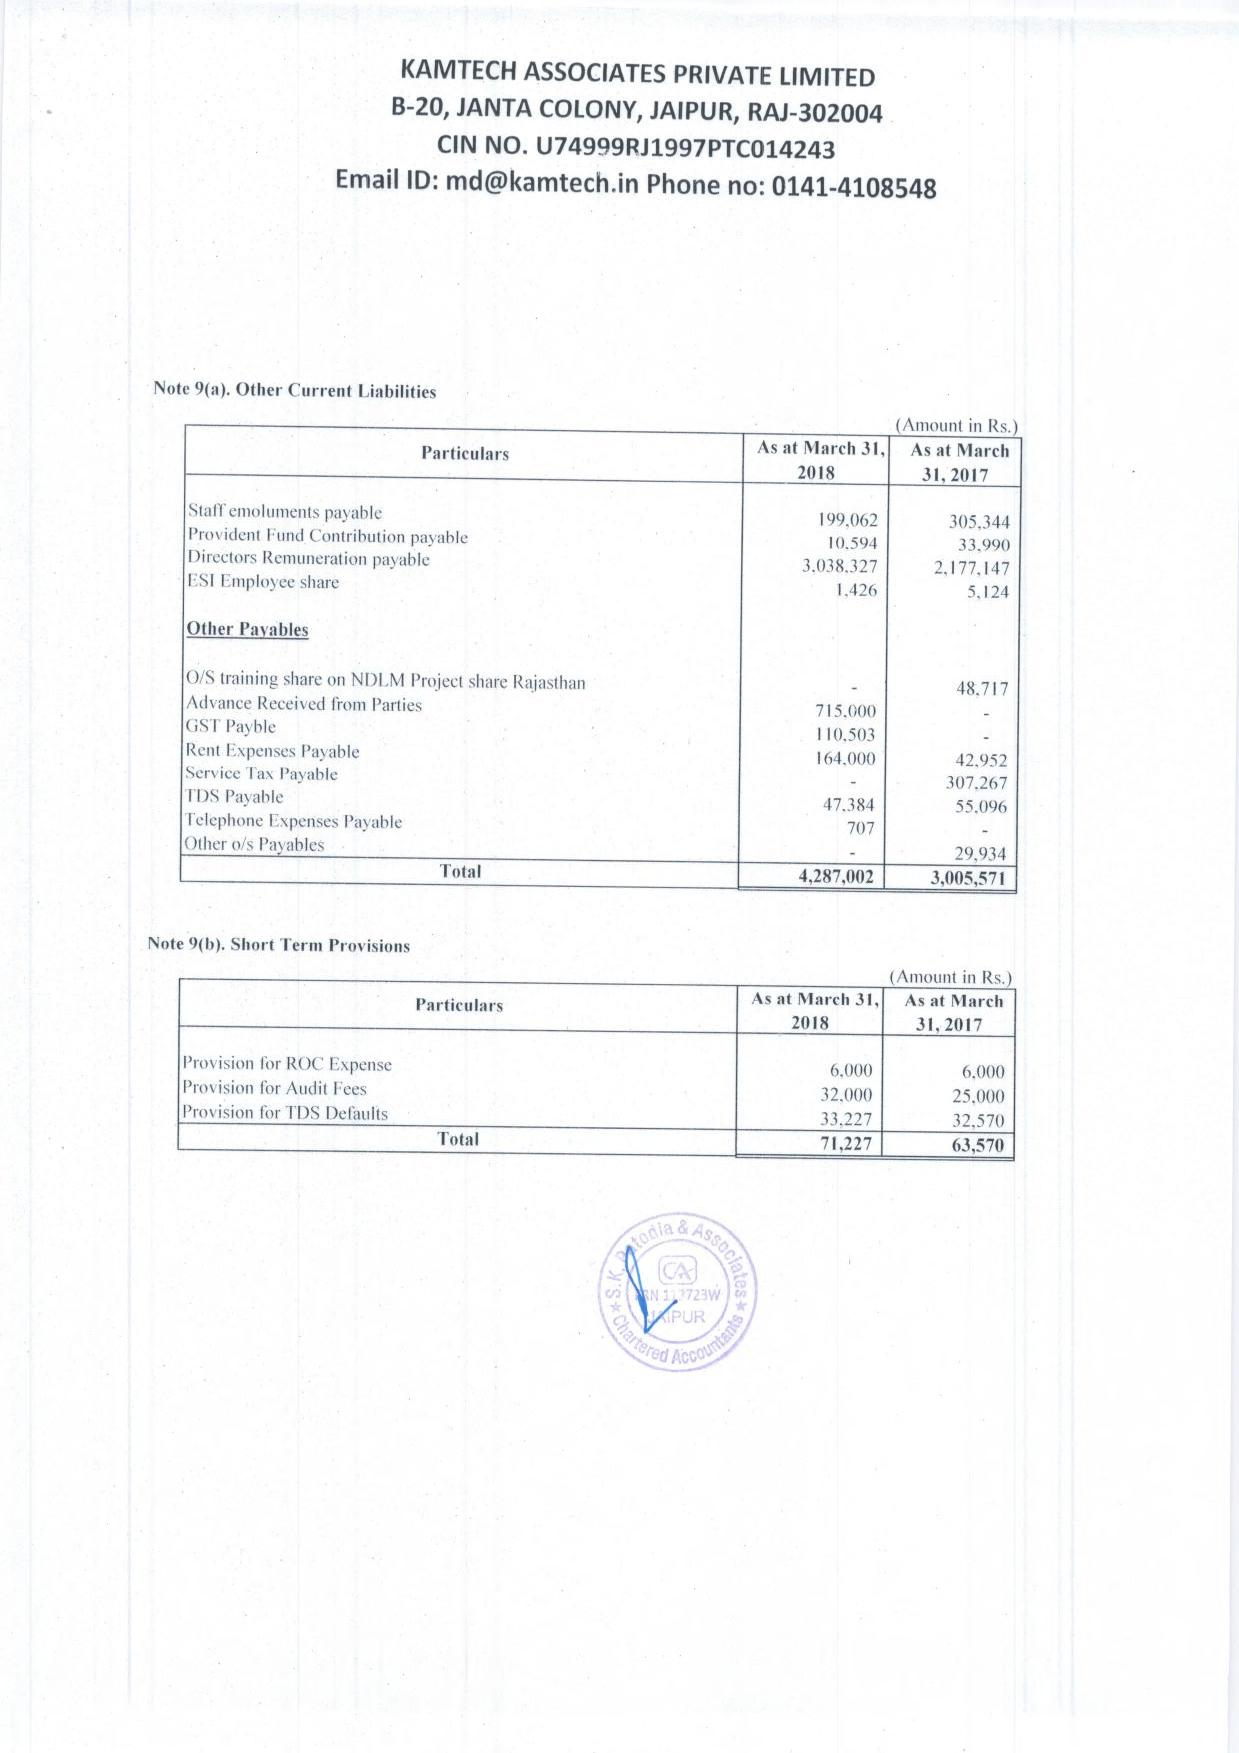 KAMTECH ASSOCIATES PRIVATE LIMITED
B-20, JANTA COLONY, JAIPUR, RAJ-302004
CIN NO. U74999RJ1997PTC014243
Email ID: md@kamtech.in Phone no: 0141-4108548
Note 9(a). Other Current Liabilities
(Amount in Rs.)
Particulars As at March 31, 2018 As at March 31, 2017
Staff emoluments payable 199,062 305,344
Provident Fund Contribution payable 10,594 33,990
Directors Remuneration payable 3,038,327 2,177,147
ESI Employee share 1,426 5,124
Other Payables
O/S training share on NDLM Project share Rajasthan - 48,717
Advance Received from Parties 715,000 -
GST Payble 110,503 -
Rent Expenses Payable 164,000 42,952
Service Tax Payable - 307,267
TDS Payable 47,384 55,096
Telephone Expenses Payable 707 -
Other o/s Payables - 29,934
Total 4,287,002 3,005,571
Note 9(b). Short Term Provisions
(Amount in Rs.)
Particulars As at March 31, 2018 As at March 31, 2017
Provision for ROC Expense 6,000 6,000
Provision for Audit Fees 32,000 25,000
Provision for TDS Defaults 33,227 32,570
Total 71,227 63,570
S.K. & Associates
CA
JAIPUR
Chartered Accountants